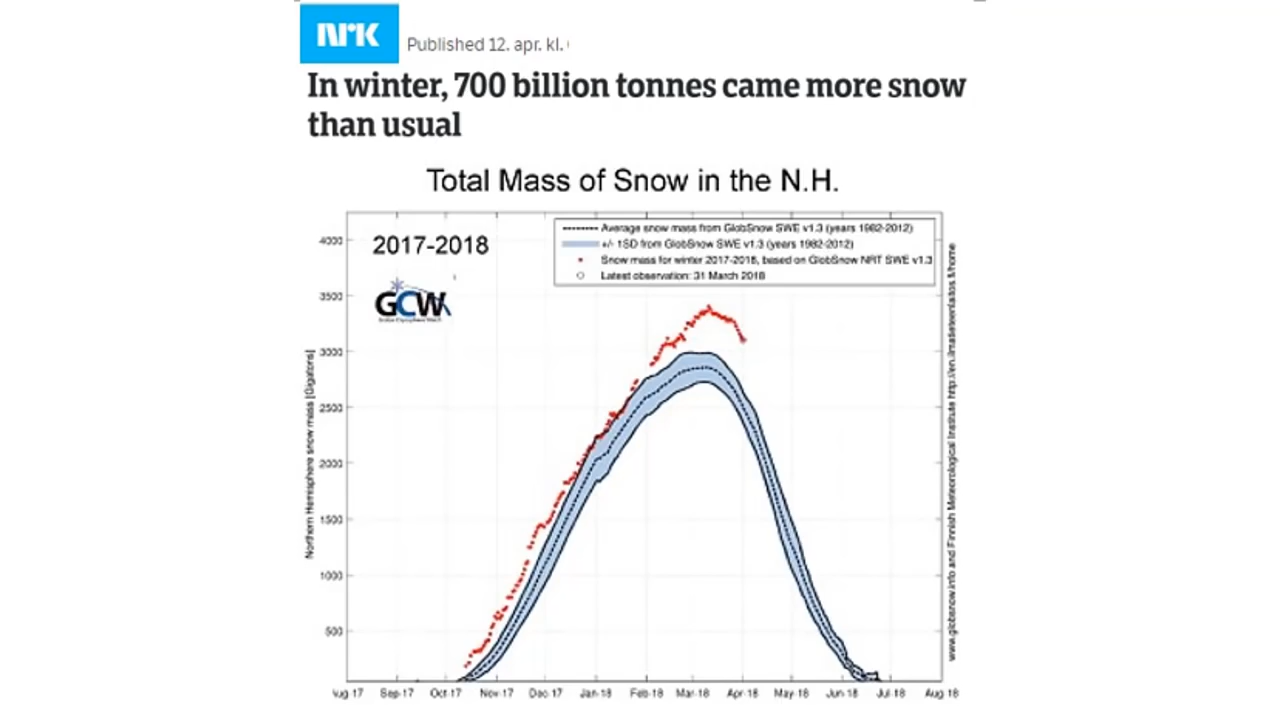 NRK
Published 12. apr. kl.
In winter, 700 billion tonnes came more snow
than usual
Total Mass of Snow in the N.H.
2017-2018
GCW
Average snow mass from GlobSnow SWE v1.3 (years 1982-2012)
+/- 1SD from GlobSnow SWE v1.3 (years 1982-2012)
Snow mass for winter 2017-2018, based on GlobSnow NRT SWE v1.3
Latest observation: 31 March 2018
Northern Hemisphere snow mass [Gigatons]
4000
3500
3000
2500
2000
1500
1000
500
ug 17 Sep-17 Oct-17 Nov-17 Dec-17 Jan-18 Feb-18 Mar-18 Apr-18 May-18 Jun-18 Jul-18 Aug-18
www.globsnow.info and Finnish Meteorological Institute